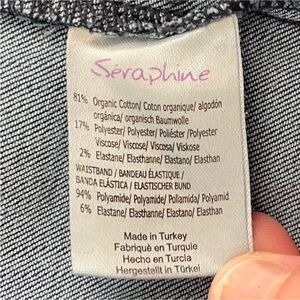 Séraphine
81% Organic Cotton/ Coton organique/ algodón
orgánica/ organisch Baumwolle
17% Polyester/ Polyester/ Poliéster /Polyester
Viscose/ Viscose/ Viscosa/ Viskose
2% Elastane/ Elasthanne/ Elastano/ Elasthan
WAISTBAND / BANDEAU ÉLASTIQUE /
BANDA ELÁSTICA / ELASTISCHER BUND
94% Polyamide/ Polyamide/ Poliamida/ Polyamid
6% Elastane/ Elasthanne/ Elastano/ Elasthan
Made in Turkey
Fabriqué en Turquie
Hecho en Turcia
Hergestellt in Türkei